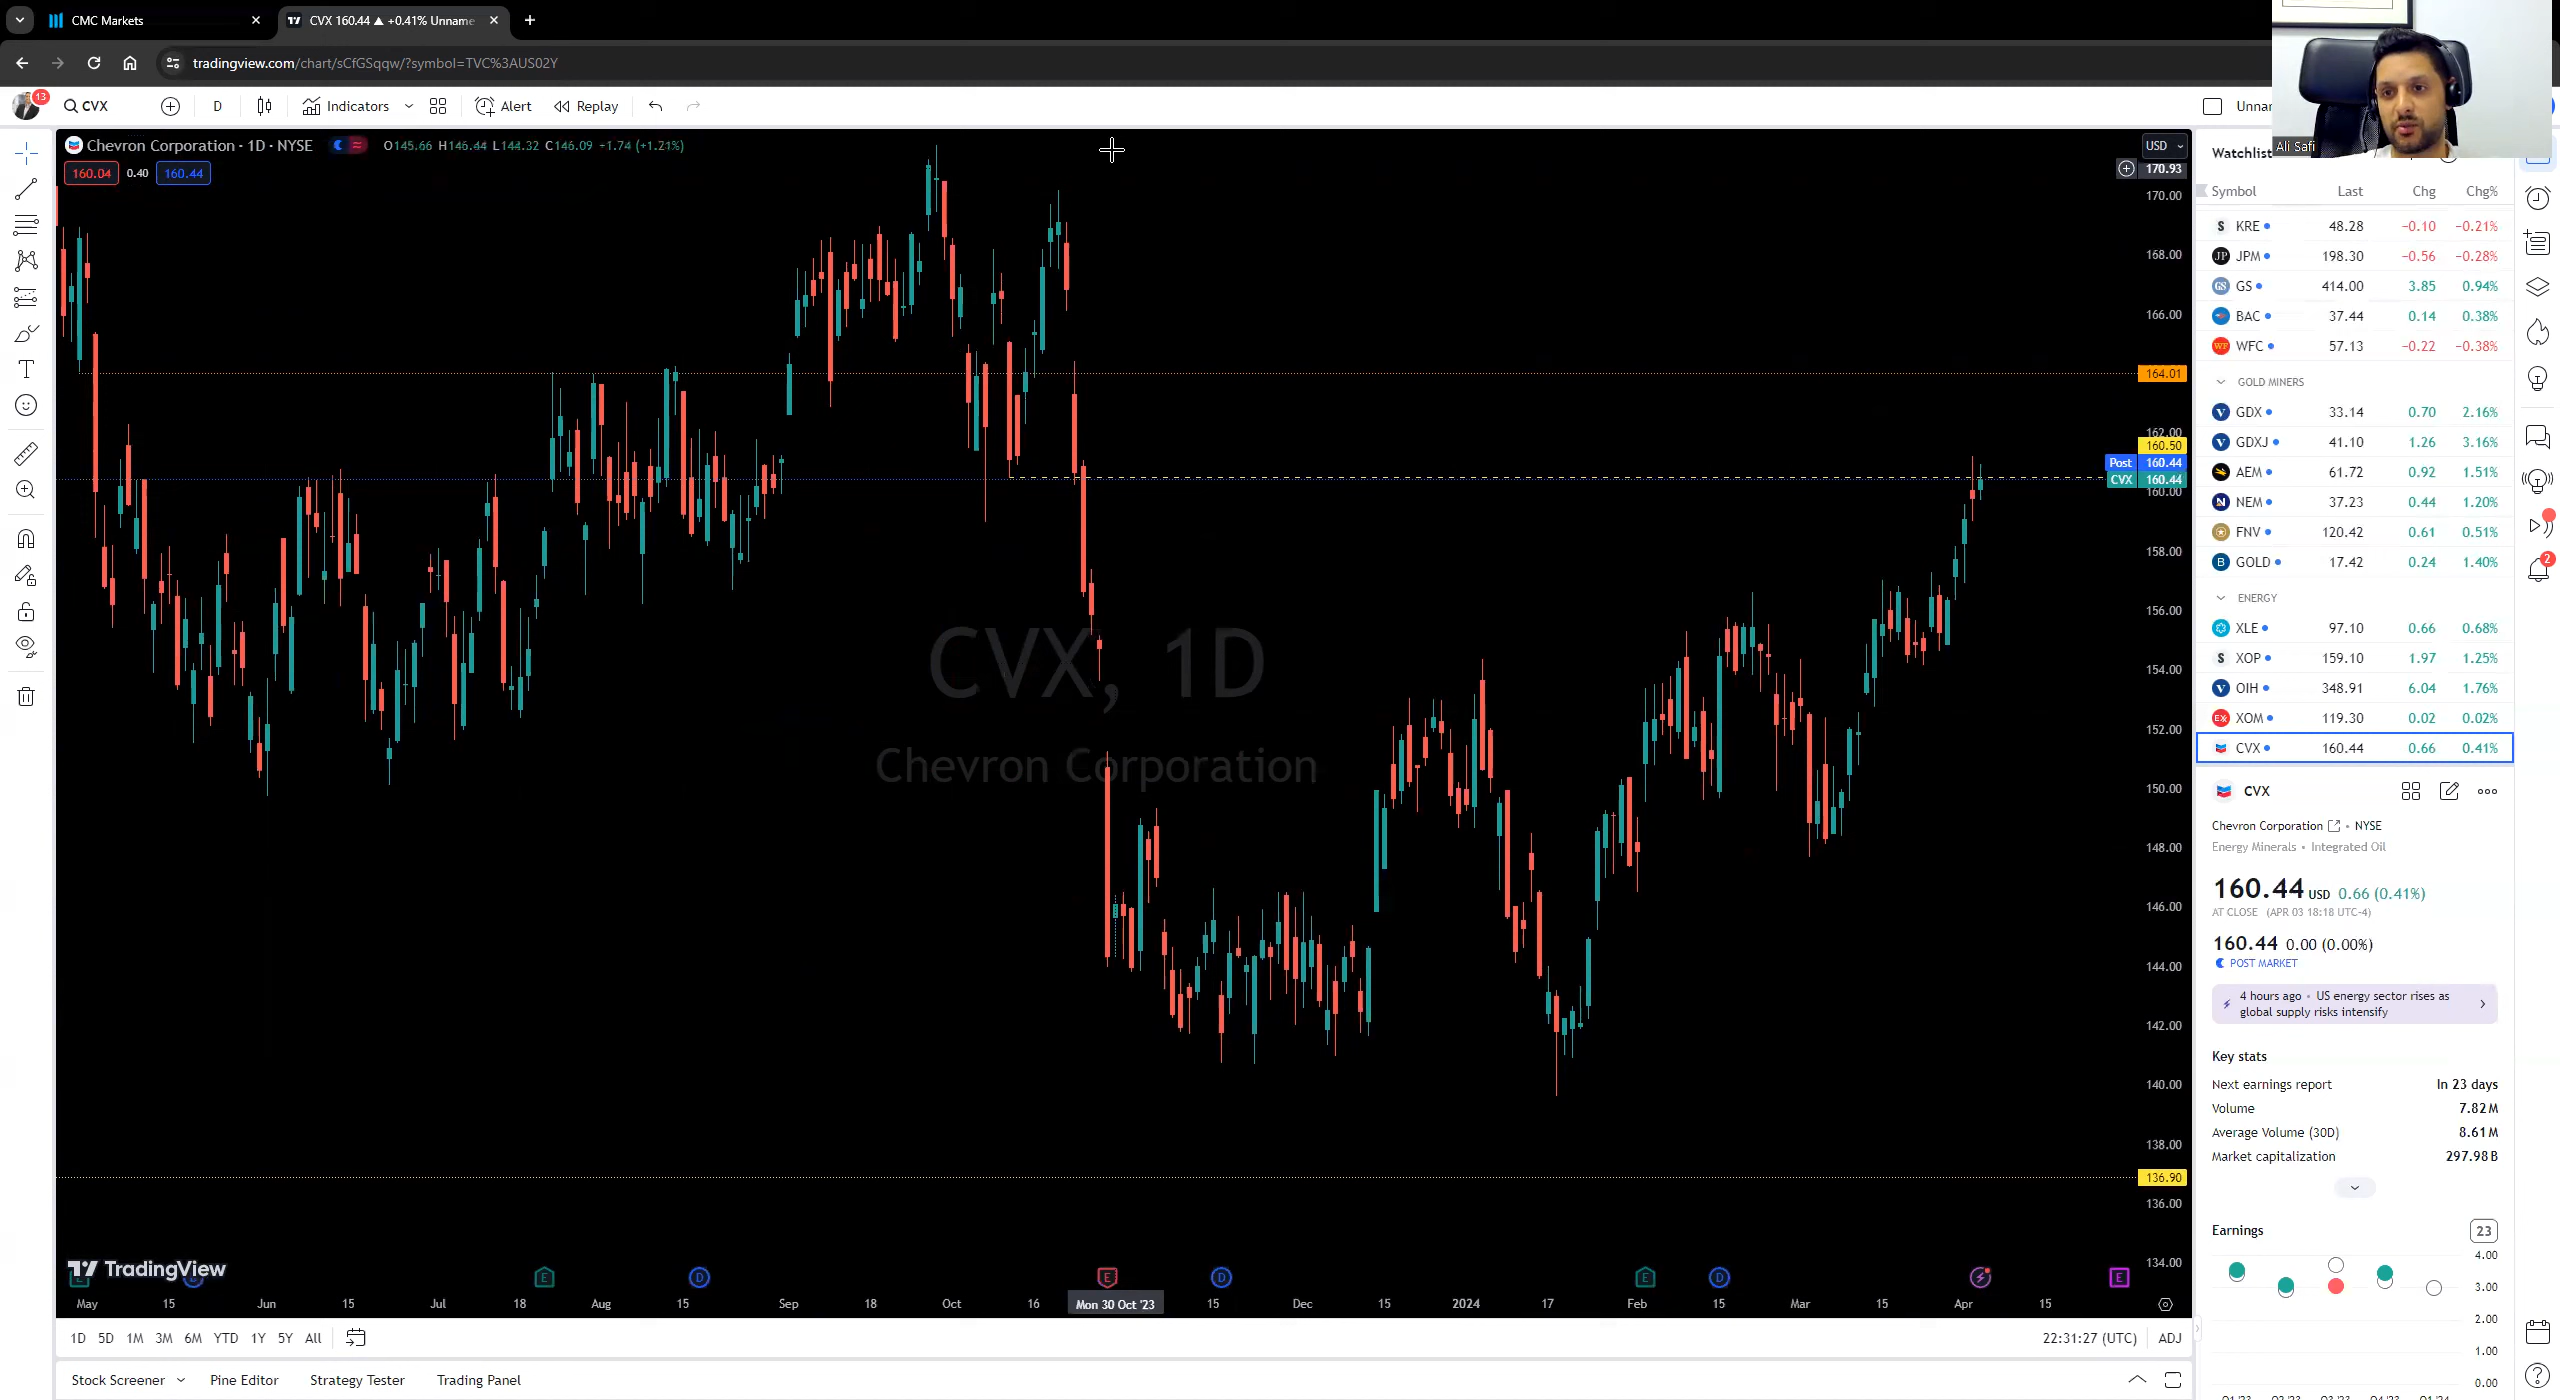 CMC Markets
CVX 160.44 ▲ +0.41% Unname
tradingview.com/chart/sCfGSqqw/?symbol=TVC%3AUS02Y
13
CVX
D
Indicators
Alert
Replay
Unnar
Ali Safi
Chevron Corporation · 1D · NYSE
O145.66 H146.44 L144.32 C146.09 +1.74 (+1.21%)
160.04 0.40 160.44
USD
170.93
170.00
168.00
166.00
164.01
162.00
160.50
Post 160.44
CVX 160.44
160.00
158.00
156.00
154.00
152.00
150.00
148.00
146.00
144.00
142.00
140.00
138.00
136.90
136.00
134.00
CVX, 1D
Chevron Corporation
TradingView
E D E D E D E
May 15 Jun 15 Jul 18 Aug 15 Sep 18 Oct 16 Mon 30 Oct '23 15 Dec 15 2024 17 Feb 15 Mar 15 Apr 15
1D 5D 1M 3M 6M YTD 1Y 5Y All
22:31:27 (UTC) ADJ
Stock Screener Pine Editor Strategy Tester Trading Panel
Watchlist
Symbol Last Chg Chg%
KRE 48.28 −0.10 −0.21%
JPM 198.30 −0.56 −0.28%
GS 414.00 3.85 0.94%
BAC 37.44 0.14 0.38%
WFC 57.13 −0.22 −0.38%
GOLD MINERS
GDX 33.14 0.70 2.16%
GDXJ 41.10 1.26 3.16%
AEM 61.72 0.92 1.51%
NEM 37.23 0.44 1.20%
FNV 120.42 0.61 0.51%
GOLD 17.42 0.24 1.40%
ENERGY
XLE 97.10 0.66 0.68%
XOP 159.10 1.97 1.25%
OIH 348.91 6.04 1.76%
XOM 119.30 0.02 0.02%
CVX 160.44 0.66 0.41%
CVX
Chevron Corporation • NYSE
Energy Minerals • Integrated Oil
160.44 USD 0.66 (0.41%)
AT CLOSE (APR 03 18:18 UTC-4)
160.44 0.00 (0.00%)
POST MARKET
4 hours ago • US energy sector rises as
global supply risks intensify
Key stats
Next earnings report In 23 days
Volume 7.82M
Average Volume (30D) 8.61M
Market capitalization 297.98B
Earnings 23
4.00
3.00
2.00
1.00
0.00
2